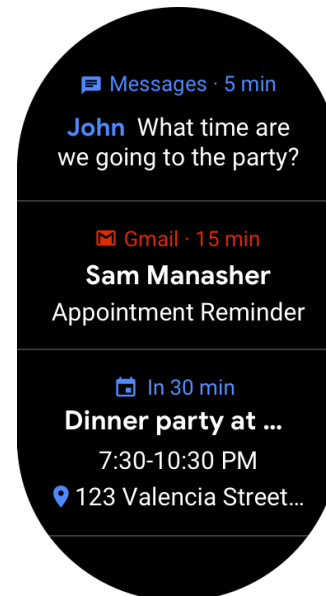 Messages · 5 min
John What time are
we going to the party?
Gmail · 15 min
Sam Manasher
Appointment Reminder
In 30 min
Dinner party at ...
7:30-10:30 PM
123 Valencia Street...